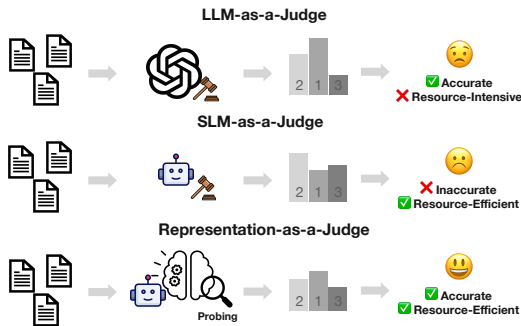 LLM-as-a-Judge
2 1 3
✅ Accurate
❌ Resource-Intensive
SLM-as-a-Judge
2 1 3
❌ Inaccurate
✅ Resource-Efficient
Representation-as-a-Judge
2 1 3
Probing
✅ Accurate
✅ Resource-Efficient